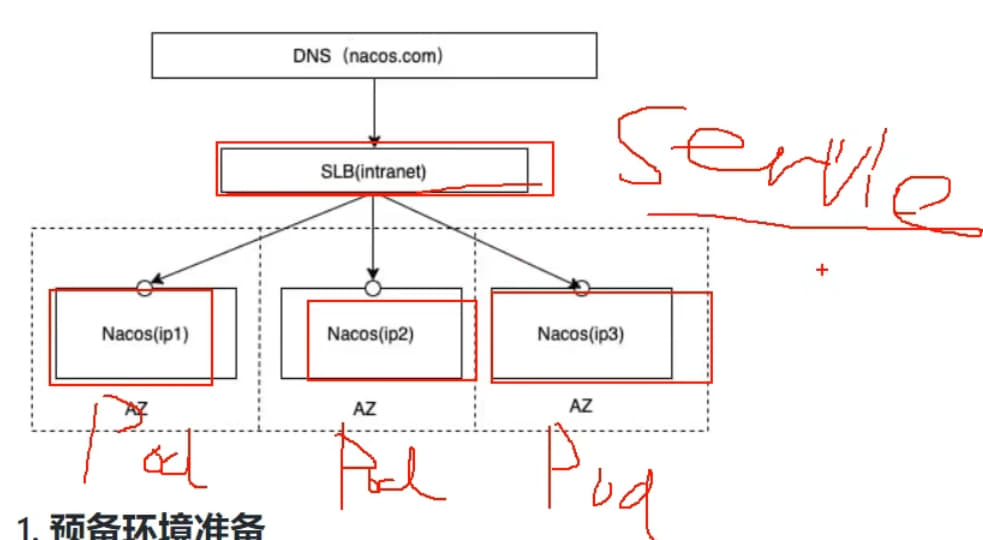 DNS（nacos.com）
SLB(intranet)
Servie
Nacos(ip1)
Nacos(ip2)
Nacos(ip3)
AZ
AZ
AZ
Pod
Pod
Pod
1. 预备环境准备